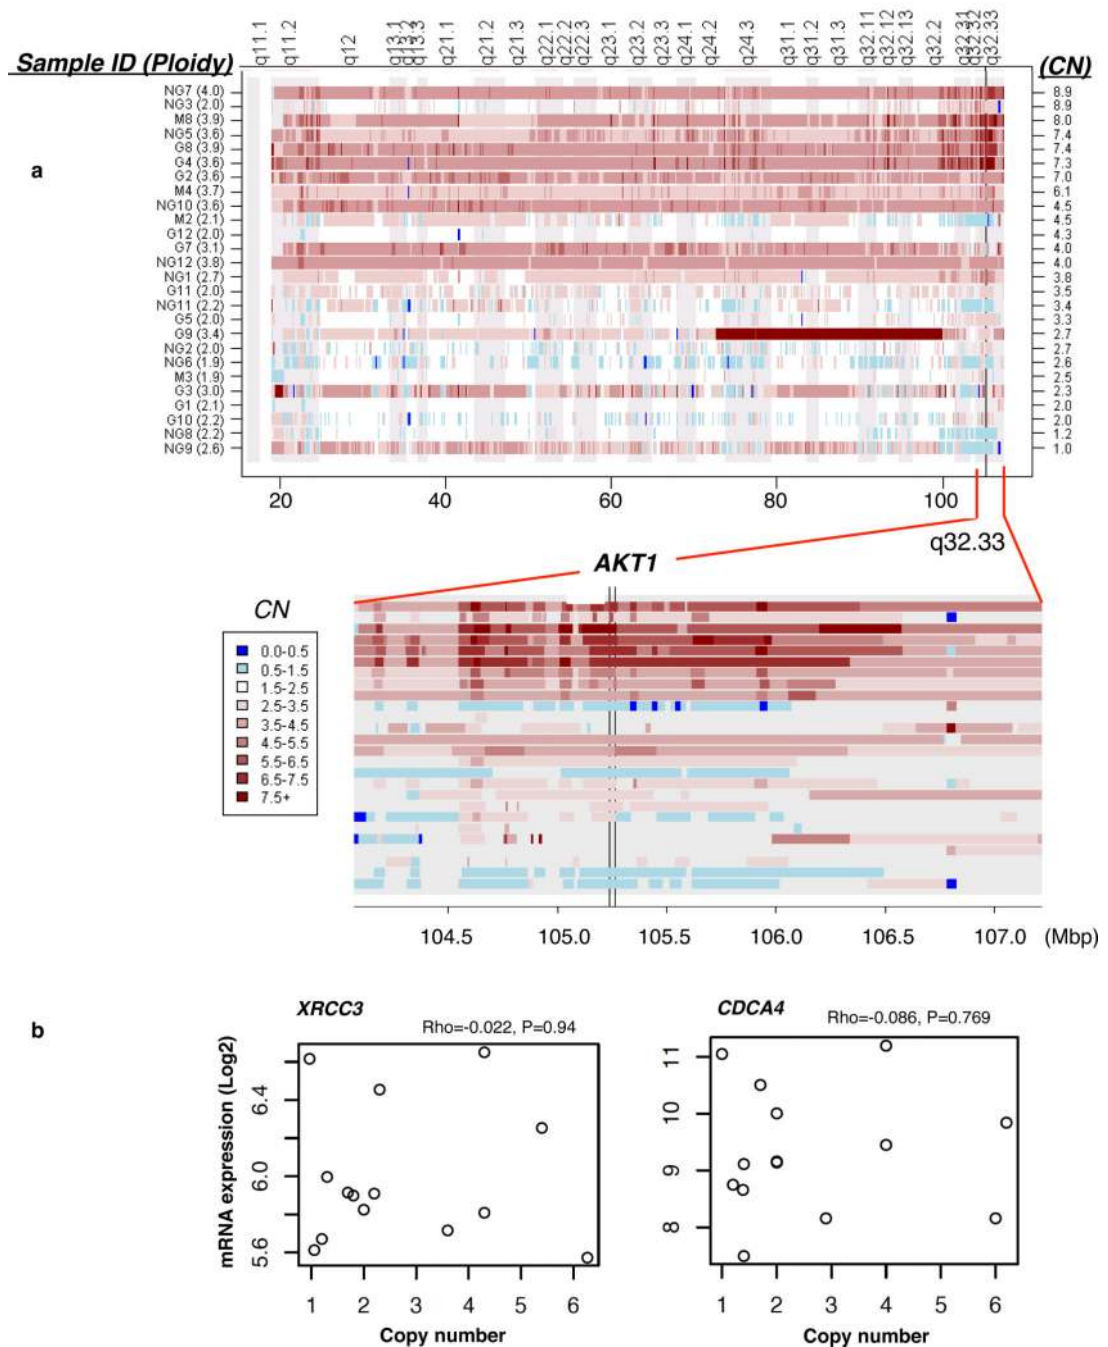 q11.1 q11.2 q12 q13.1 q13.2 q13.3 q21.1 q21.2 q21.3 q22.1 q22.2 q22.3 q23.1 q23.2 q23.3 q24.1 q24.2 q24.3 q31.1 q31.2 q31.3 q32.11 q32.12 q32.13 q32.2 q32.31 q32.32 q32.33
Sample ID (Ploidy) (CN)
a
NG7 (4.0) 8.9
NG3 (2.0) 8.9
M8 (3.9) 8.0
NG5 (3.6) 7.4
G8 (3.9) 7.4
G4 (3.6) 7.3
G2 (3.6) 7.0
M4 (3.7) 6.1
NG10 (3.6) 4.5
M2 (2.1) 4.5
G12 (2.0) 4.3
G7 (3.1) 4.0
NG12 (3.8) 4.0
NG1 (2.7) 3.8
G11 (2.0) 3.5
NG11 (2.2) 3.4
G5 (2.0) 3.3
G9 (3.4) 2.7
NG2 (2.0) 2.7
NG6 (1.9) 2.6
M3 (1.9) 2.5
G3 (3.0) 2.3
G1 (2.1) 2.0
G10 (2.2) 2.0
NG8 (2.2) 1.2
NG9 (2.6) 1.0
20 40 60 80 100
q32.33
AKT1
CN
0.0-0.5
0.5-1.5
1.5-2.5
2.5-3.5
3.5-4.5
4.5-5.5
5.5-6.5
6.5-7.5
7.5+
104.5 105.0 105.5 106.0 106.5 107.0 (Mbp)
b
XRCC3
Rho=-0.022, P=0.94
mRNA expression (Log2)
6.4
6.0
5.6
1 2 3 4 5 6
Copy number
CDCA4
Rho=-0.086, P=0.769
11
10
9
8
1 2 3 4 5 6
Copy number